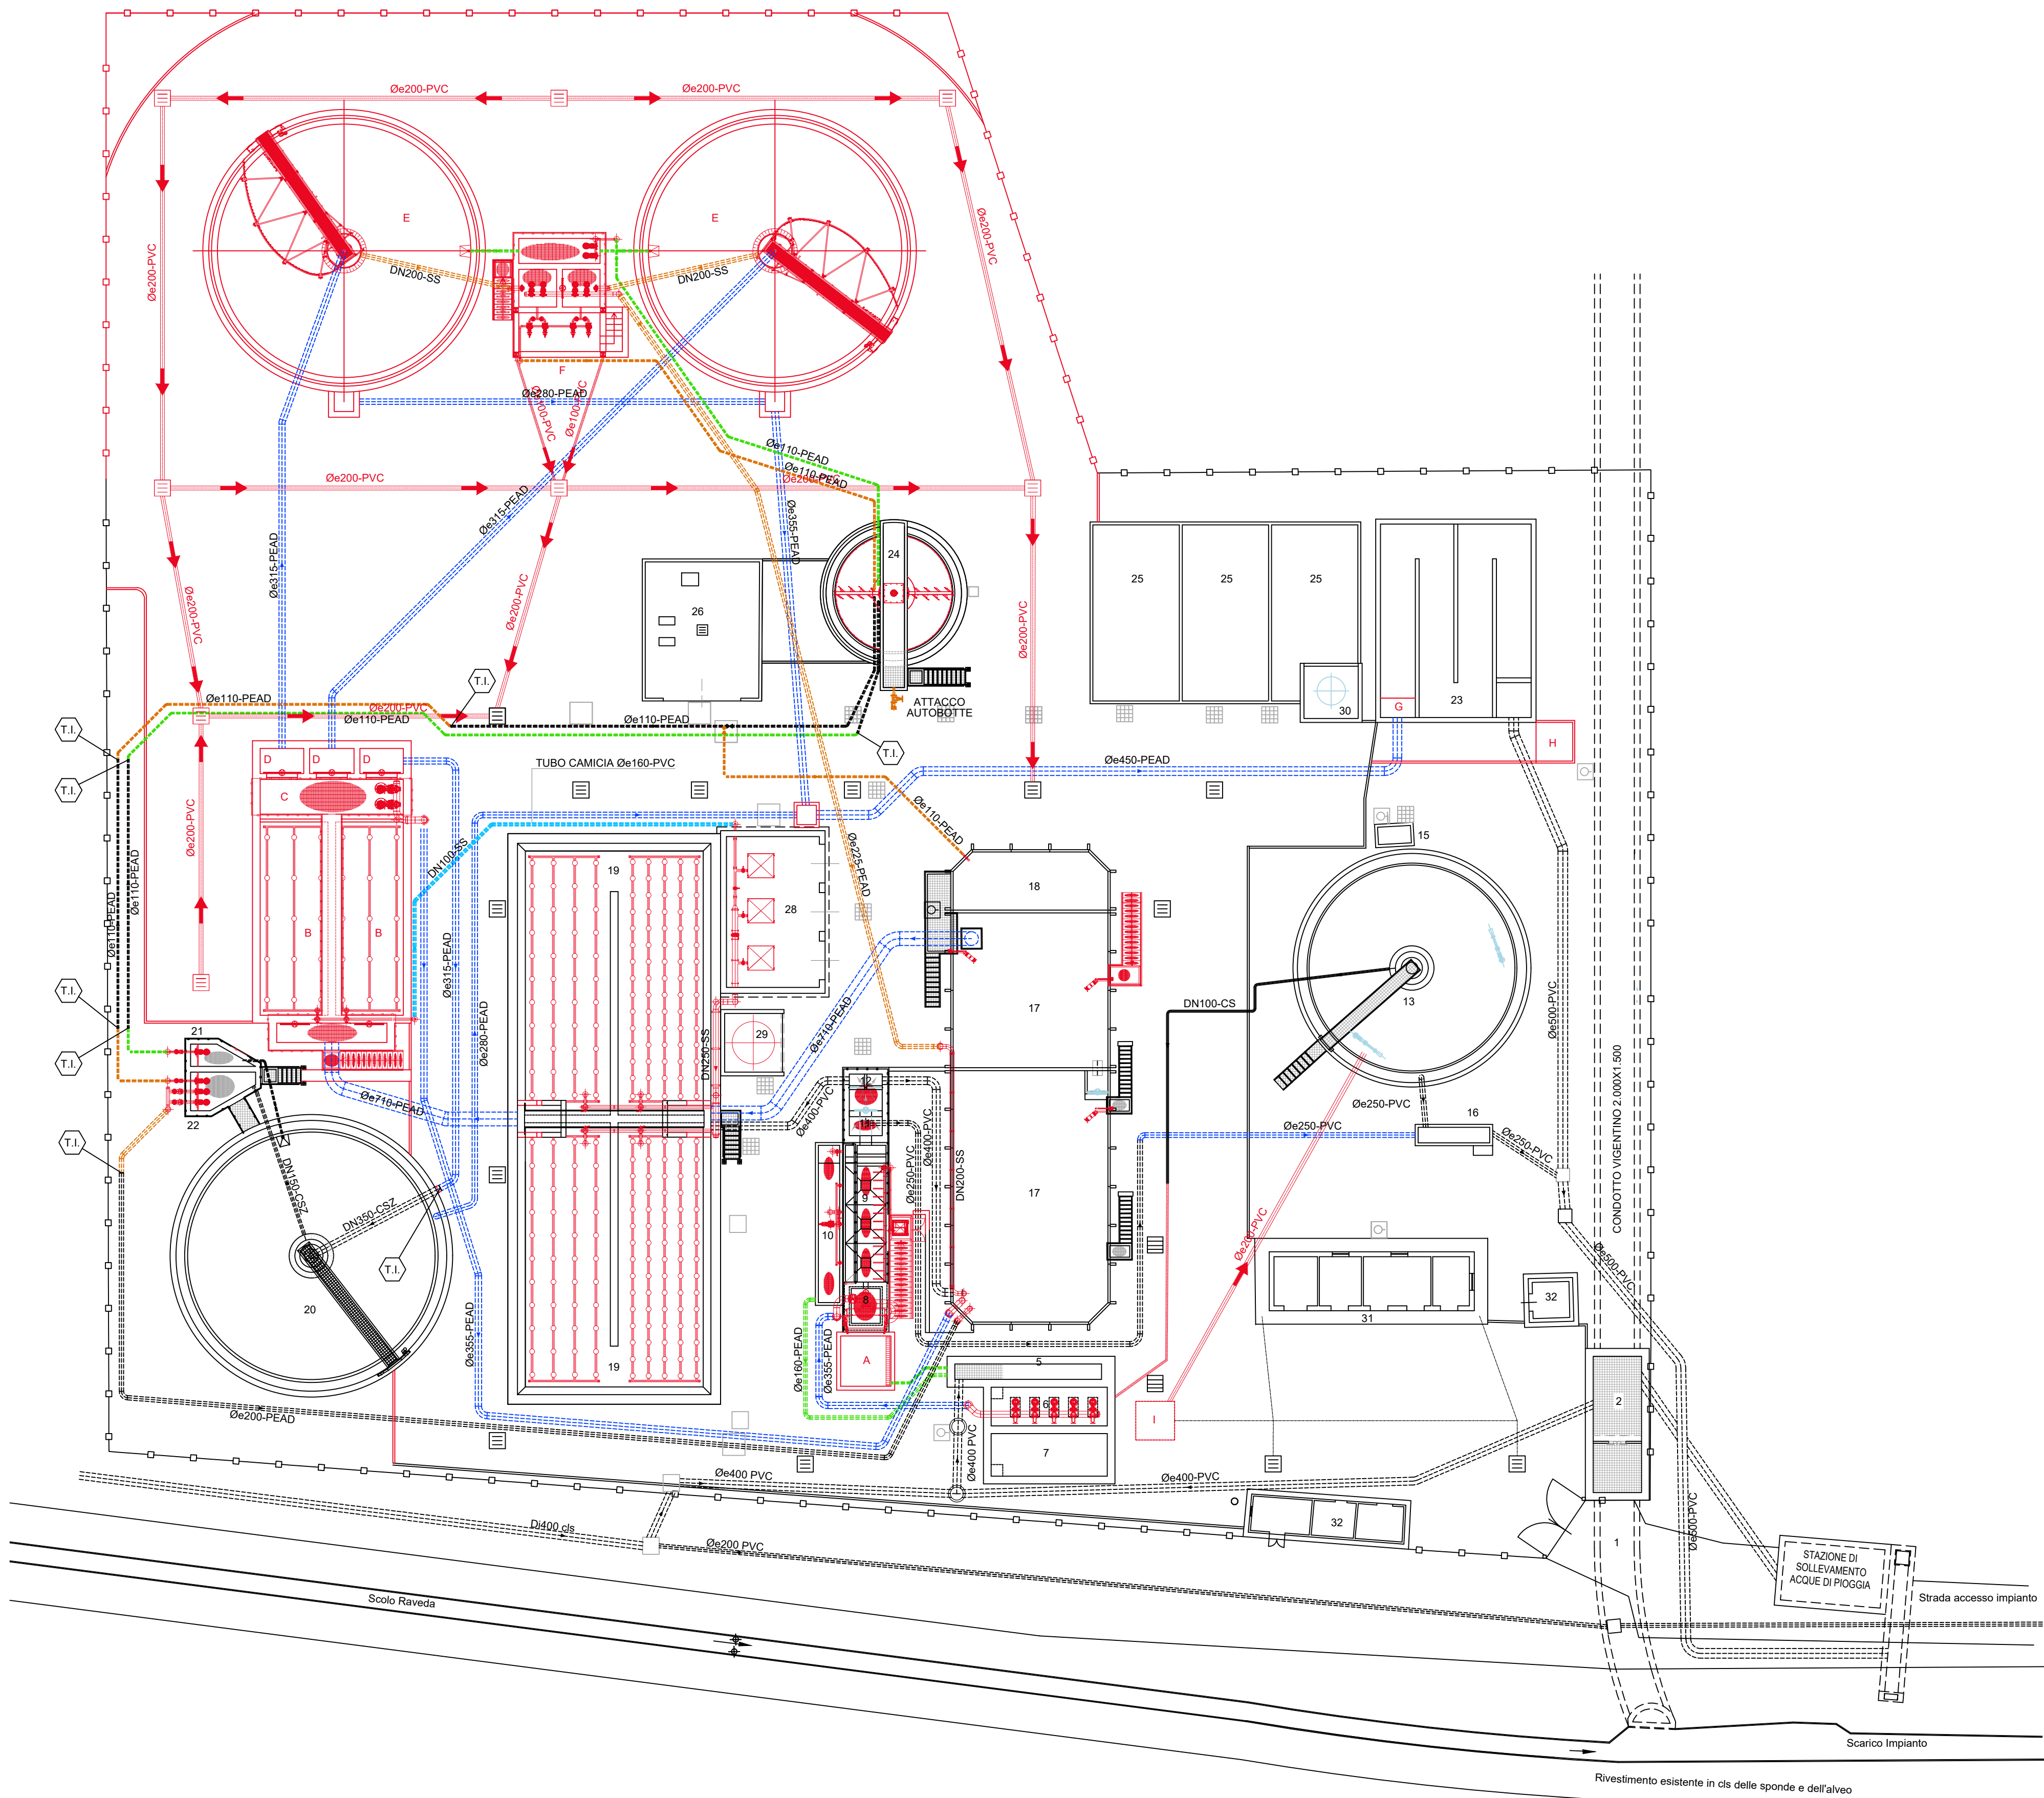 Øe200-PVC
Øe200-PVC
E
E
Øe200-PVC
Øe200-PVC
DN200-SS
DN200-SS
F
Øe280-PEAD
Øe100-PVC
Øe100-PVC
Øe110-PEAD
Øe110-PEAD
Øe200-PVC
Øe200-PVC
Øe315-PEAD
Øe355-PEAD
Øe315-PEAD
24
25
25
25
26
Øe200-PVC
Øe200-PVC
Øe200-PVC
T.I.
Øe110-PEAD
Øe200-PVC
Øe110-PEAD
Øe110-PEAD
ATTACCO
AUTOBOTTE
30
G
23
T.I.
T.I.
H
D
D
D
TUBO CAMICIA Øe160-PVC
Øe450-PEAD
T.I.
C
Øe110-PEAD
Øe200-PVC
15
DN100-SS
Øe225-PEAD
19
18
28
Øe110-PEAD
Øe110-PEAD
B
B
Øe315-PEAD
T.I.
Øe280-PEAD
17
DN100-CS
13
Øe500-PVC
21
T.I.
29
DN250-SS
Øe710-PEAD
CONDOTTO VIGENTINO 2.000X1.500
12
Øe710-PEAD
22
Øe400-PVC
11
Øe400-PVC
Øe250-PVC
16
Øe250-PVC
Øe250-PVC
T.I.
DN150-CSZ
Øe250-PVC
DN200-SS
9
17
DN350-CSZ
10
Øe200-PVC
T.I.
Øe500-PVC
20
8
32
31
Øe355-PEAD
19
A
Øe160-PEAD
Øe355-PEAD
5
6
I
2
Øe200-PEAD
7
Øe400 PVC
Øe400 PVC
Øe400-PVC
Di400 cls
32
Øe500-PVC
Øe200 PVC
1
STAZIONE DI
SOLLEVAMENTO
ACQUE DI PIOGGIA
Scolo Raveda
Strada accesso impianto
Scarico Impianto
Rivestimento esistente in cls delle sponde e dell'alveo